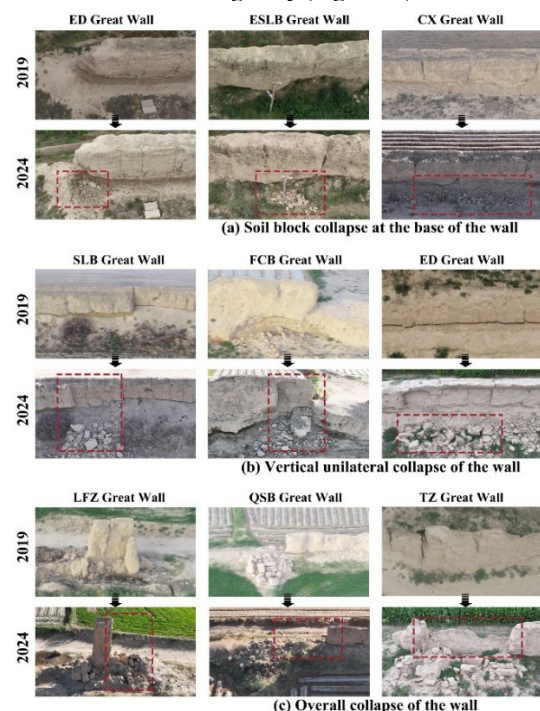 ED Great Wall ESLB Great Wall CX Great Wall
2019
2024
(a) Soil block collapse at the base of the wall
SLB Great Wall FCB Great Wall ED Great Wall
2019
2024
(b) Vertical unilateral collapse of the wall
LFZ Great Wall QSB Great Wall TZ Great Wall
2019
2024
(c) Overall collapse of the wall